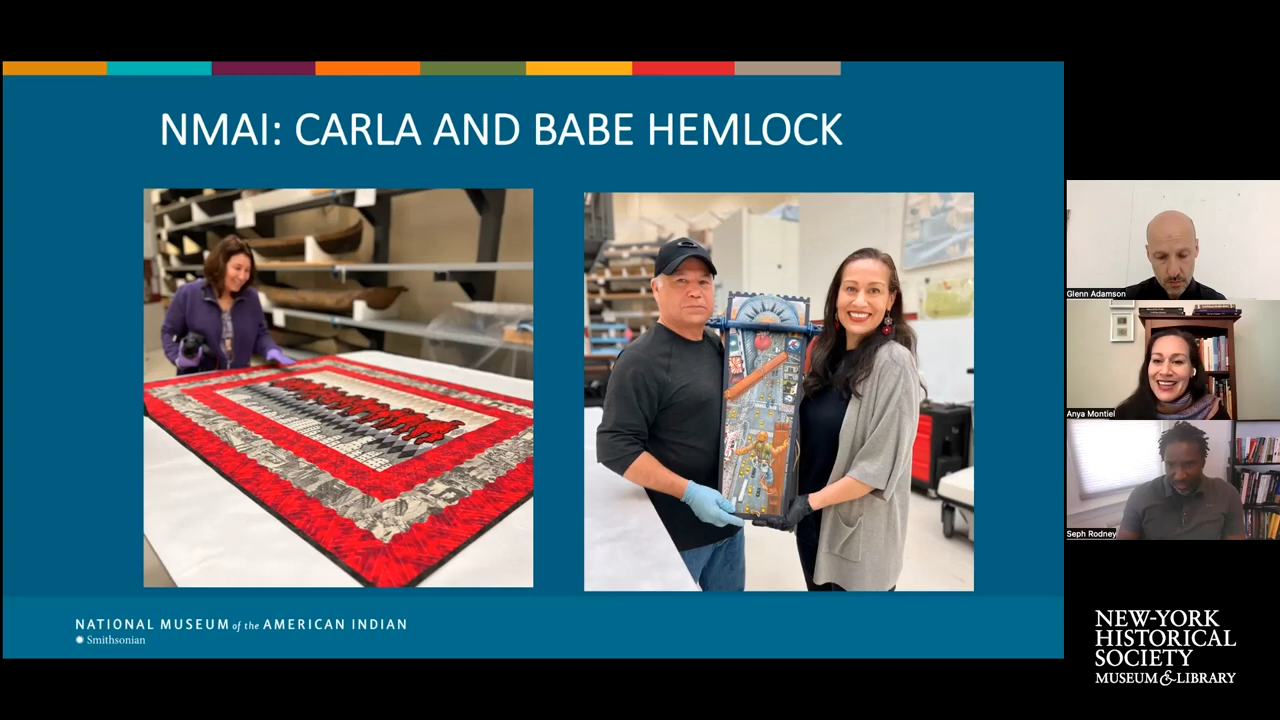 NMAI: CARLA AND BABE HEMLOCK
NATIONAL MUSEUM of the AMERICAN INDIAN
Smithsonian
Glenn Adamson
Anya Montiel
Seph Rodney
NEW-YORK
HISTORICAL
SOCIETY
MUSEUM & LIBRARY